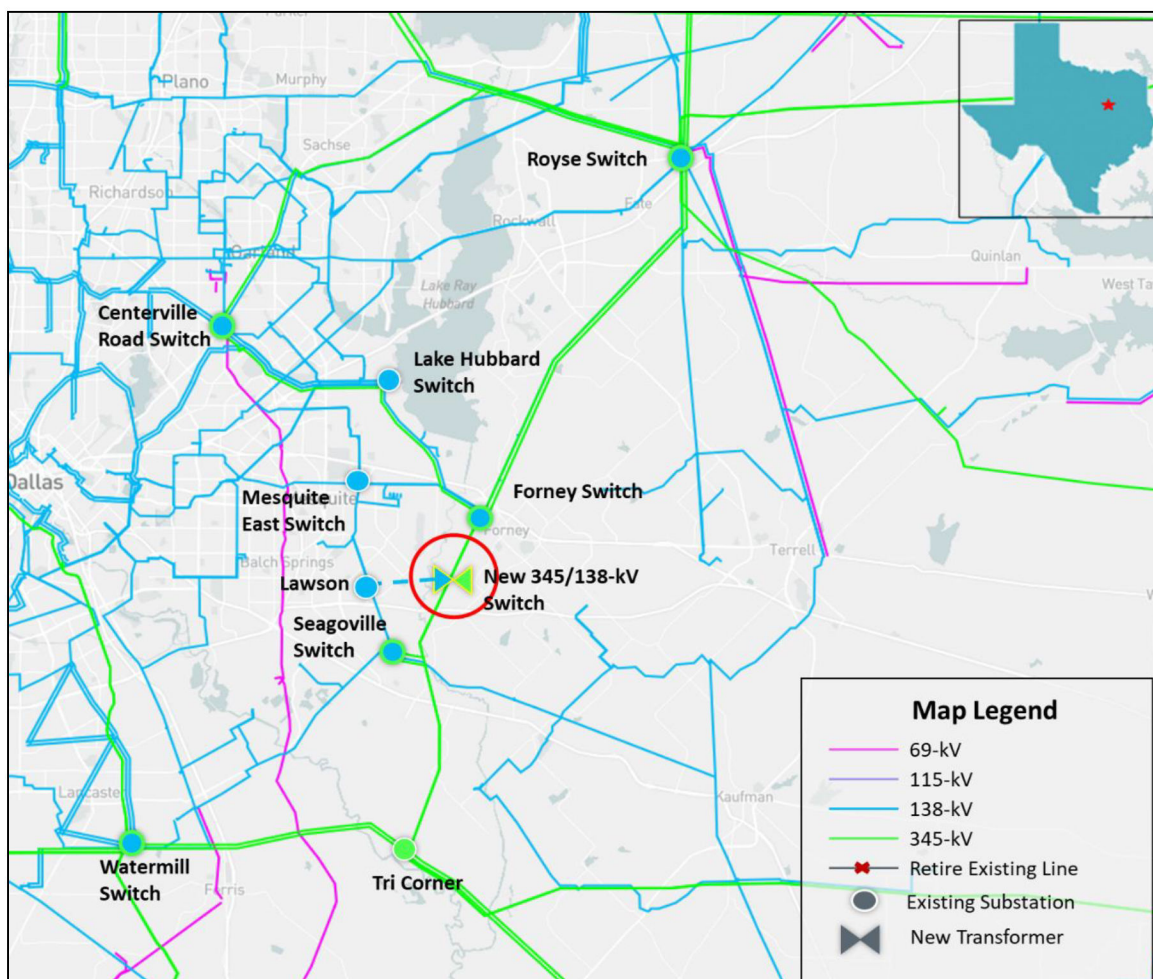 Plano
Murphy
Sachse
Royse Switch
Richardson
Rockwall
Fate
Garland
Quinlan
Lake Ray
Hubbard
West Ta
Centerville
Road Switch
Lake Hubbard
Switch
Dallas
Mesquite
East Switch
Forney Switch
Forney
Balch Springs
Terrell
Lawson
New 345/138-kV
Switch
Seagoville
Switch
Map Legend
69-kV
115-kV
138-kV
345-kV
Retire Existing Line
Existing Substation
New Transformer
Lancaster
Kaufman
Watermill
Switch
Ferris
Tri Corner